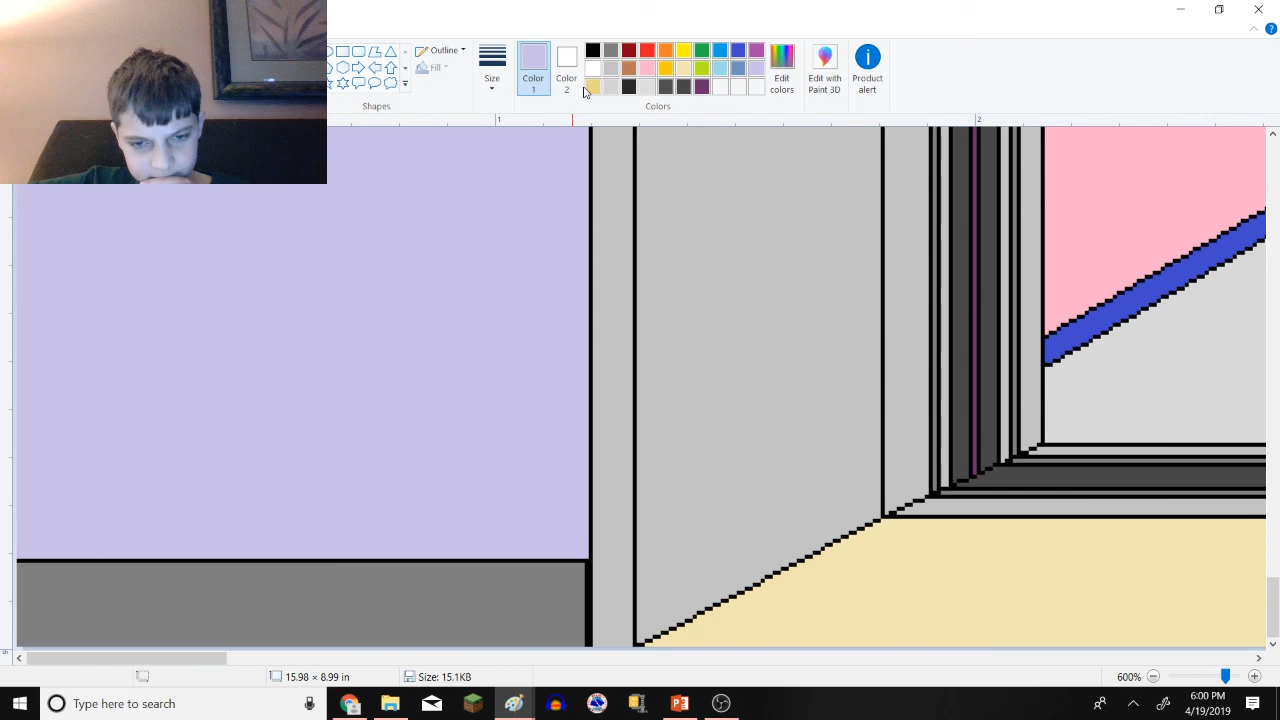 Outline
Fill
Size
Color
1
Color
2
Edit
colors
Edit with
Paint 3D
Product
alert
Shapes
Colors
1
2
15.98 × 8.99 in
Size: 15.1KB
600%
Type here to search
6:00 PM
4/19/2019